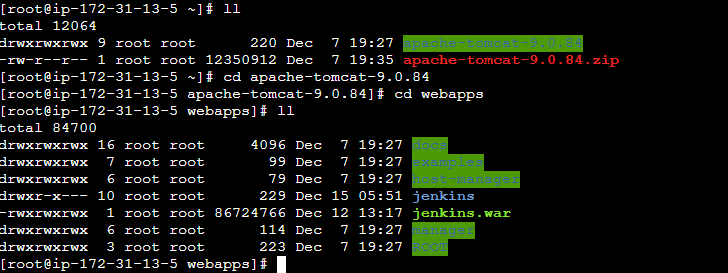 [root@ip-172-31-13-5 ~]# ll
total 12064
drwxrwxrwx 9 root root      220 Dec  7 19:27 apache-tomcat-9.0.84
-rw-r--r-- 1 root root 12350912 Dec  7 19:35 apache-tomcat-9.0.84.zip
[root@ip-172-31-13-5 ~]# cd apache-tomcat-9.0.84
[root@ip-172-31-13-5 apache-tomcat-9.0.84]# cd webapps
[root@ip-172-31-13-5 webapps]# ll
total 84700
drwxrwxrwx 16 root root     4096 Dec  7 19:27 docs
drwxrwxrwx  7 root root       99 Dec  7 19:27 examples
drwxrwxrwx  6 root root       79 Dec  7 19:27 host-manager
drwxr-x--- 10 root root      229 Dec 15 05:51 jenkins
-rwxrwxrwx  1 root root 86724766 Dec 12 13:17 jenkins.war
drwxrwxrwx  6 root root      114 Dec  7 19:27 manager
drwxrwxrwx  3 root root      223 Dec  7 19:27 ROOT
[root@ip-172-31-13-5 webapps]#